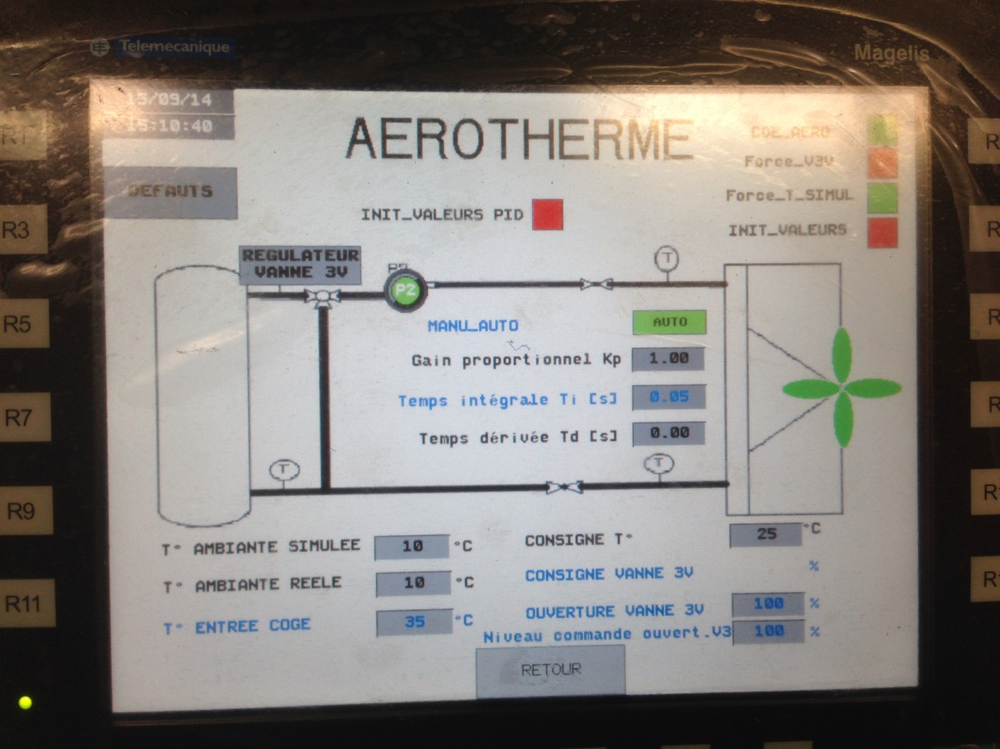 Telemecanique
Magelis
15/09/14
15:10:40
AEROTHERME
CDE_AERO
Force_V3V
DEFAUTS
Force_T_SIMUL
INIT_VALEURS PID
INIT_VALEURS
R3
REGULATEUR
VANNE 3V
T
P2
R5
MANU_AUTO
AUTO
Gain proportionnel Kp
1.00
Temps intégrale Ti [s]
0.05
R7
Temps dérivée Td [s]
0.00
T
T
R9
T° AMBIANTE SIMULEE
10
°C
CONSIGNE T°
25
°C
T° AMBIANTE REELE
10
°C
CONSIGNE VANNE 3V
%
R11
T° ENTREE COGE
35
°C
OUVERTURE VANNE 3V
100
%
Niveau commande ouvert.V3
100
%
RETOUR